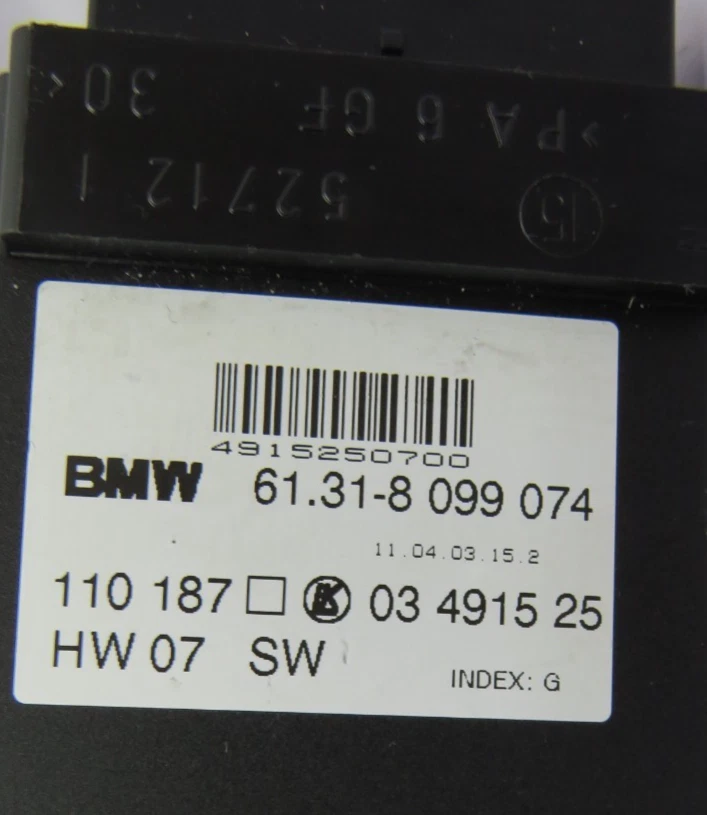 >PA 6 GF 30<
52712 1
15
4915250700
BMW 61.31-8 099 074
11.04.03.15.2
110 187 03 4915 25
HW 07 SW
INDEX: G